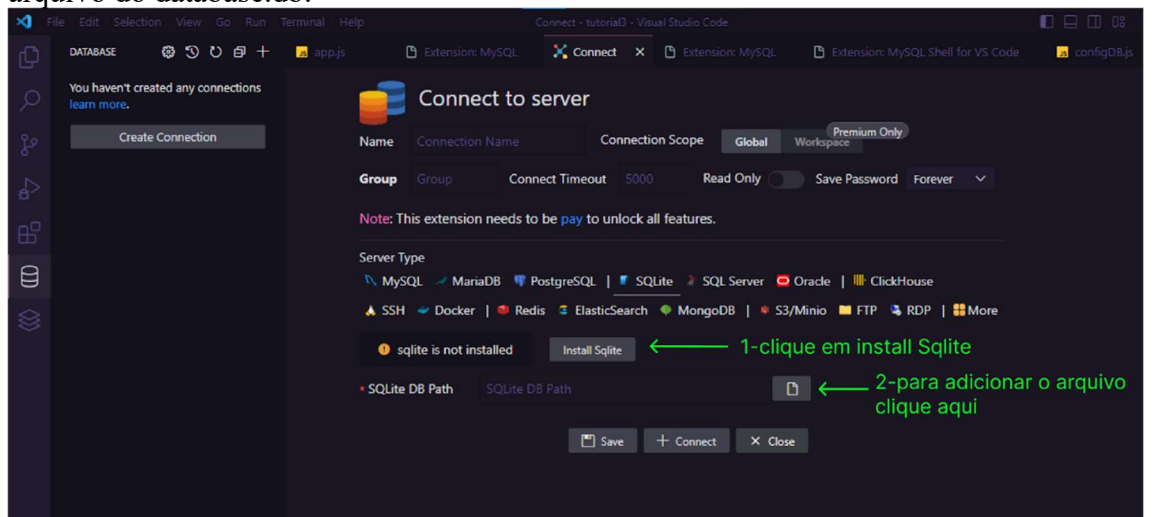 arquivo do database.db.
File Edit Selection View Go Run Terminal Help
Connect - tutorial3 - Visual Studio Code
DATABASE
app.js
Extension: MySQL
Connect
Extension: MySQL
Extension: MySQL Shell for VS Code
configDB.js
You haven't created any connections
learn more.
Create Connection
Connect to server
Name Connection Name Connection Scope Global Workspace Premium Only
Group Group Connect Timeout 5000 Read Only Save Password Forever
Note: This extension needs to be pay to unlock all features.
Server Type
MySQL MariaDB PostgreSQL | SQLite SQL Server Oracle | ClickHouse
SSH Docker | Redis ElasticSearch MongoDB | S3/Minio FTP RDP | More
sqlite is not installed Install Sqlite 1-clique em install Sqlite
* SQLite DB Path SQLite DB Path 2-para adicionar o arquivo
clique aqui
Save + Connect × Close